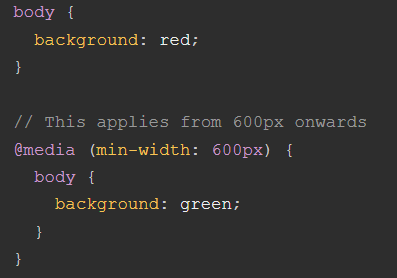 body {
  background: red;
}

// This applies from 600px onwards
@media (min-width: 600px) {
  body {
    background: green;
  }
}